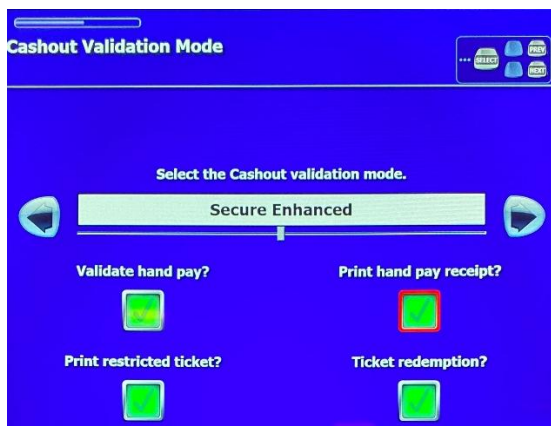 Cashout Validation Mode
... SELECT PREV
NEXT
Select the Cashout validation mode.
Secure Enhanced
Validate hand pay? Print hand pay receipt?
Print restricted ticket? Ticket redemption?